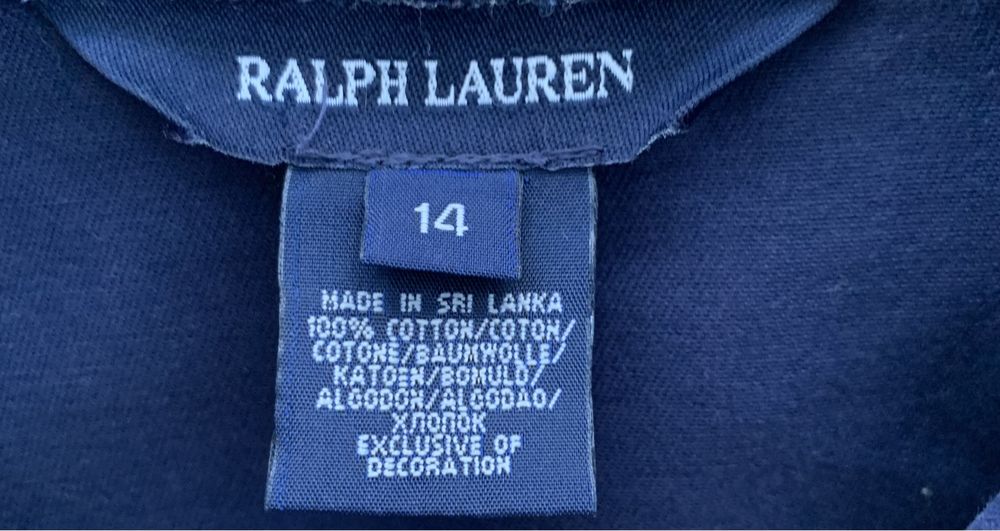 RALPH LAUREN
14
MADE IN SRI LANKA
100% COTTON/COTON/
COTONE/BAUMWOLLE/
KATOEN/BOMULD/
ALGODON/ALGODAO/
ХЛОПОК
EXCLUSIVE OF
DECORATION